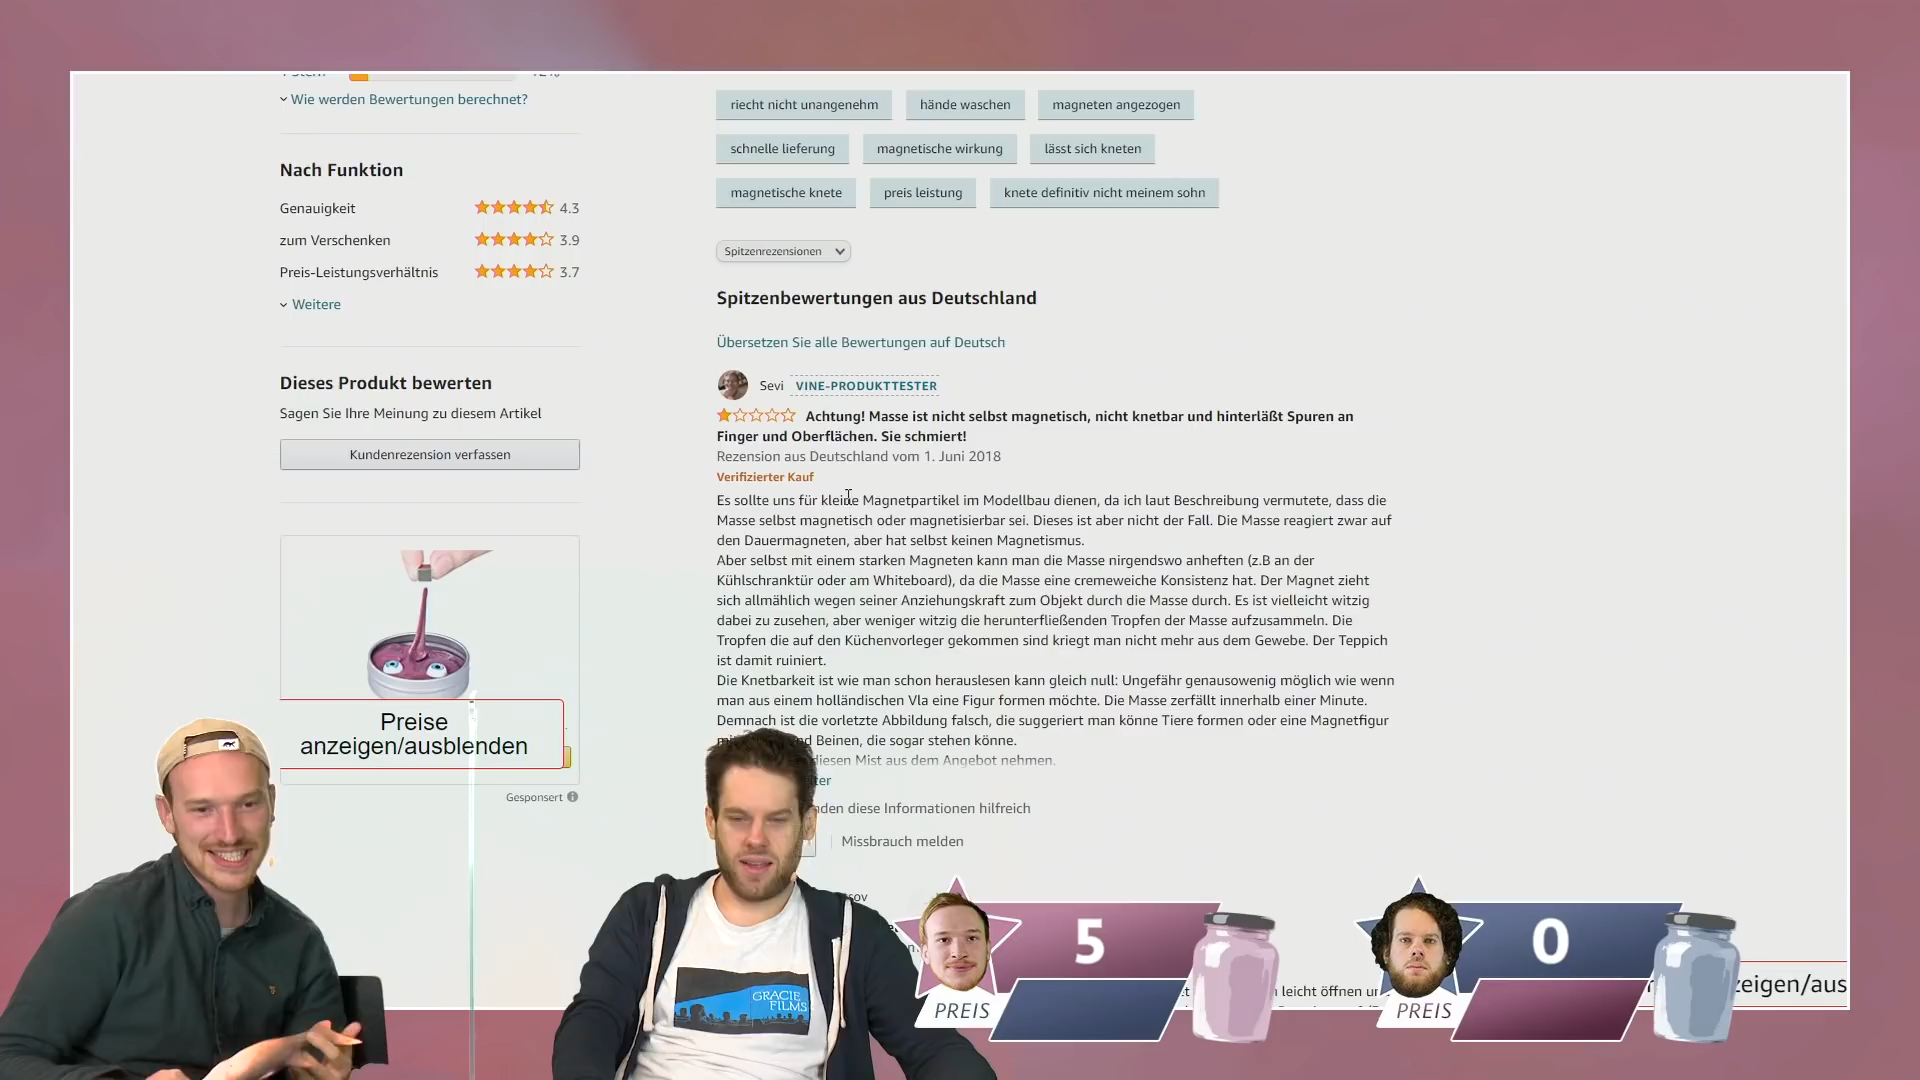 Wie werden Bewertungen berechnet?
Nach Funktion
Genauigkeit 4.3
zum Verschenken 3.9
Preis-Leistungsverhältnis 3.7
Weitere
Dieses Produkt bewerten
Sagen Sie Ihre Meinung zu diesem Artikel
Kundenrezension verfassen
Preise
anzeigen/ausblenden
Gesponsert
riecht nicht unangenehm hände waschen magneten angezogen
schnelle lieferung magnetische wirkung lässt sich kneten
magnetische knete preis leistung knete definitiv nicht meinem sohn
Spitzenrezensionen
Spitzenbewertungen aus Deutschland
Übersetzen Sie alle Bewertungen auf Deutsch
Sevi VINE-PRODUKTTESTER
Achtung! Masse ist nicht selbst magnetisch, nicht knetbar und hinterläßt Spuren an
Finger und Oberflächen. Sie schmiert!
Rezension aus Deutschland vom 1. Juni 2018
Verifizierter Kauf
Es sollte uns für kleine Magnetpartikel im Modellbau dienen, da ich laut Beschreibung vermutete, dass die
Masse selbst magnetisch oder magnetisierbar sei. Dieses ist aber nicht der Fall. Die Masse reagiert zwar auf
den Dauermagneten, aber hat selbst keinen Magnetismus.
Aber selbst mit einem starken Magneten kann man die Masse nirgendswo anheften (z.B an der
Kühlschranktür oder am Whiteboard), da die Masse eine cremeweiche Konsistenz hat. Der Magnet zieht
sich allmählich wegen seiner Anziehungskraft zum Objekt durch die Masse durch. Es ist vielleicht witzig
dabei zu zusehen, aber weniger witzig die herunterfließenden Tropfen der Masse aufzusammeln. Die
Tropfen die auf den Küchenvorleger gekommen sind kriegt man nicht mehr aus dem Gewebe. Der Teppich
ist damit ruiniert.
Die Knetbarkeit ist wie man schon herauslesen kann gleich null: Ungefähr genausowenig möglich wie wenn
man aus einem holländischen Vla eine Figur formen möchte. Die Masse zerfällt innerhalb einer Minute.
Demnach ist die vorletzte Abbildung falsch, die suggeriert man könne Tiere formen oder eine Magnetfigur
Beinen, die sogar stehen könne.
diesen Mist aus dem Angebot nehmen.
diese Informationen hilfreich
Missbrauch melden
leicht öffnen
GRACIE
FILMS
5
PREIS
0
PREIS